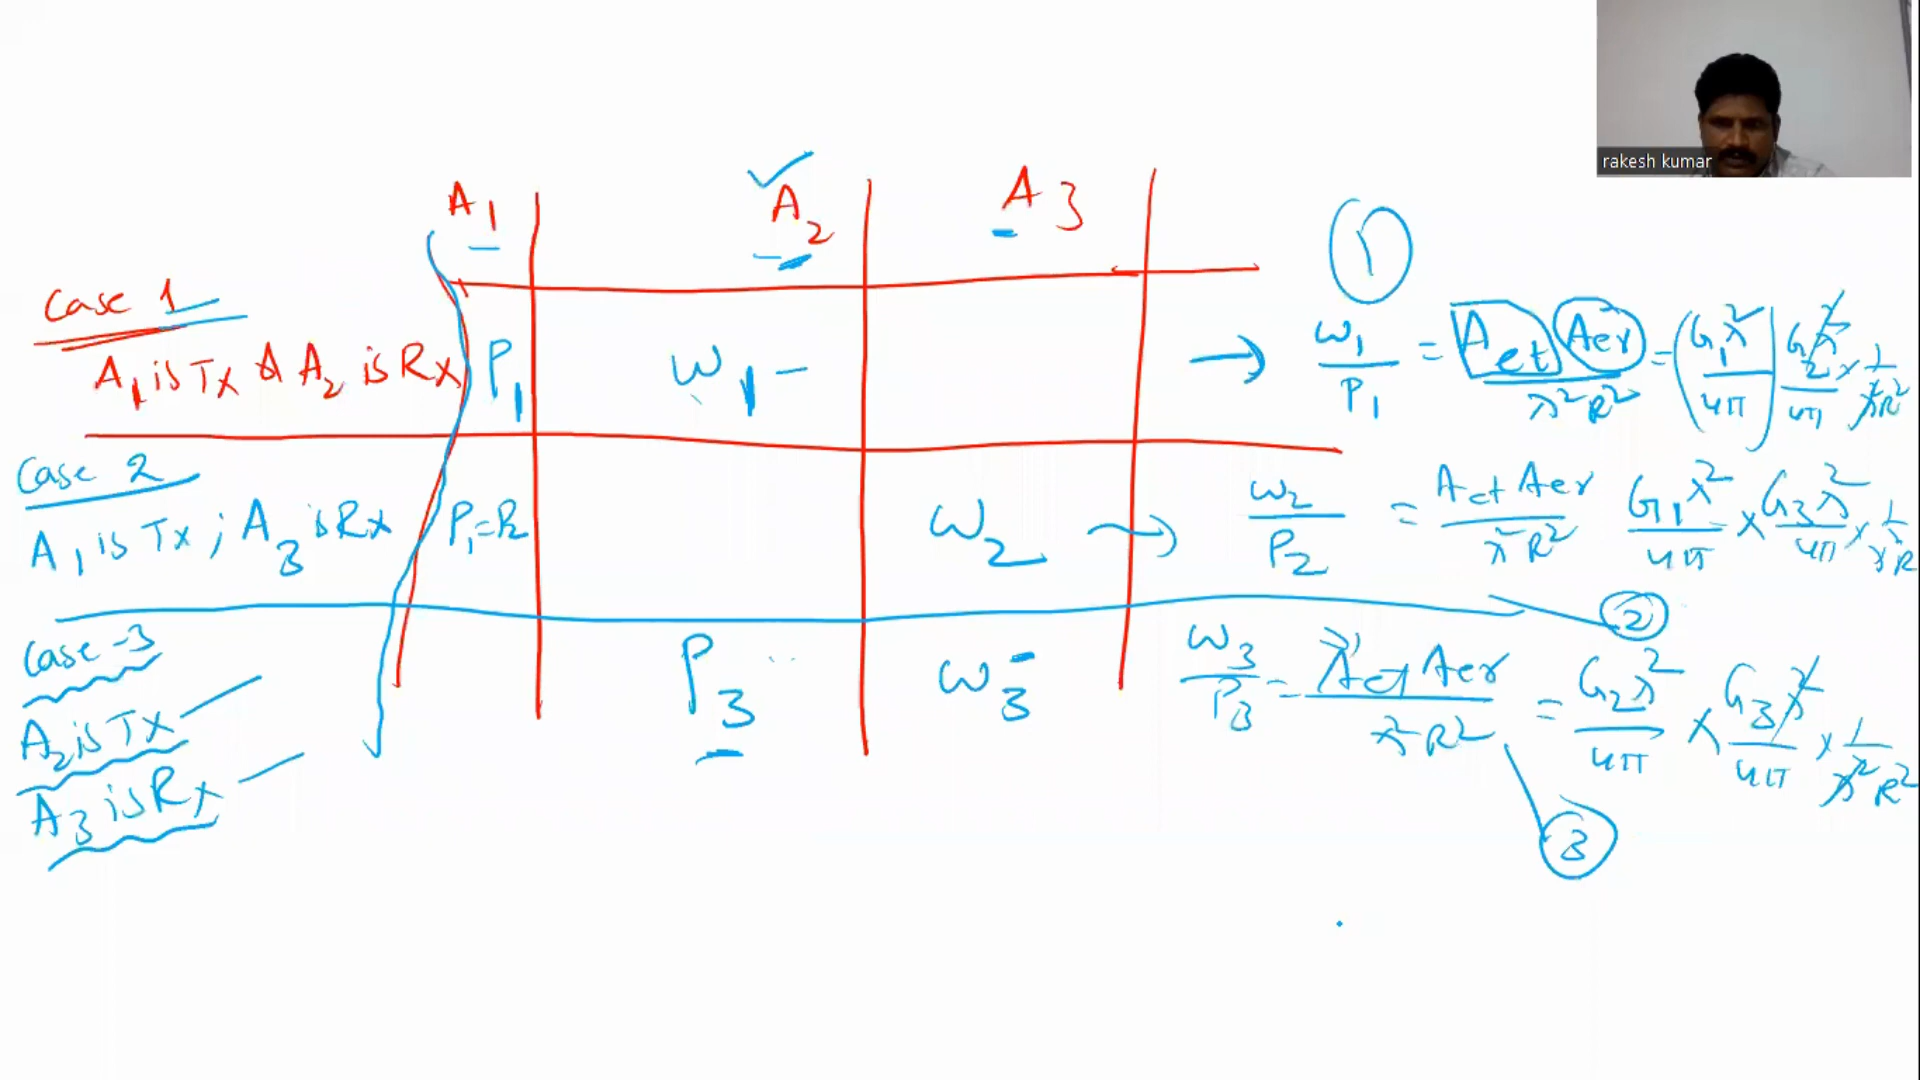 rakesh kumar
A1 A2 A3
1
Case 1
A1 is Tx & A2 is Rx P1 W1 → W1/P1 = Aet Aer/λ²R² = (G1λ²/4π) G2λ²/4π × 1/λ²R²
Case 2
A1 is Tx ; A3 is Rx P1=P2 W2 → W2/P2 = Aet Aer/λ²R² G1λ²/4π × G3λ²/4π × 1/λ²R
2
Case -3
A2 is Tx P3 W3 W3/P3 = Aet Aer/λ²R² = G2λ²/4π × G3λ²/4π × 1/λ²R²
A3 is Rx
3